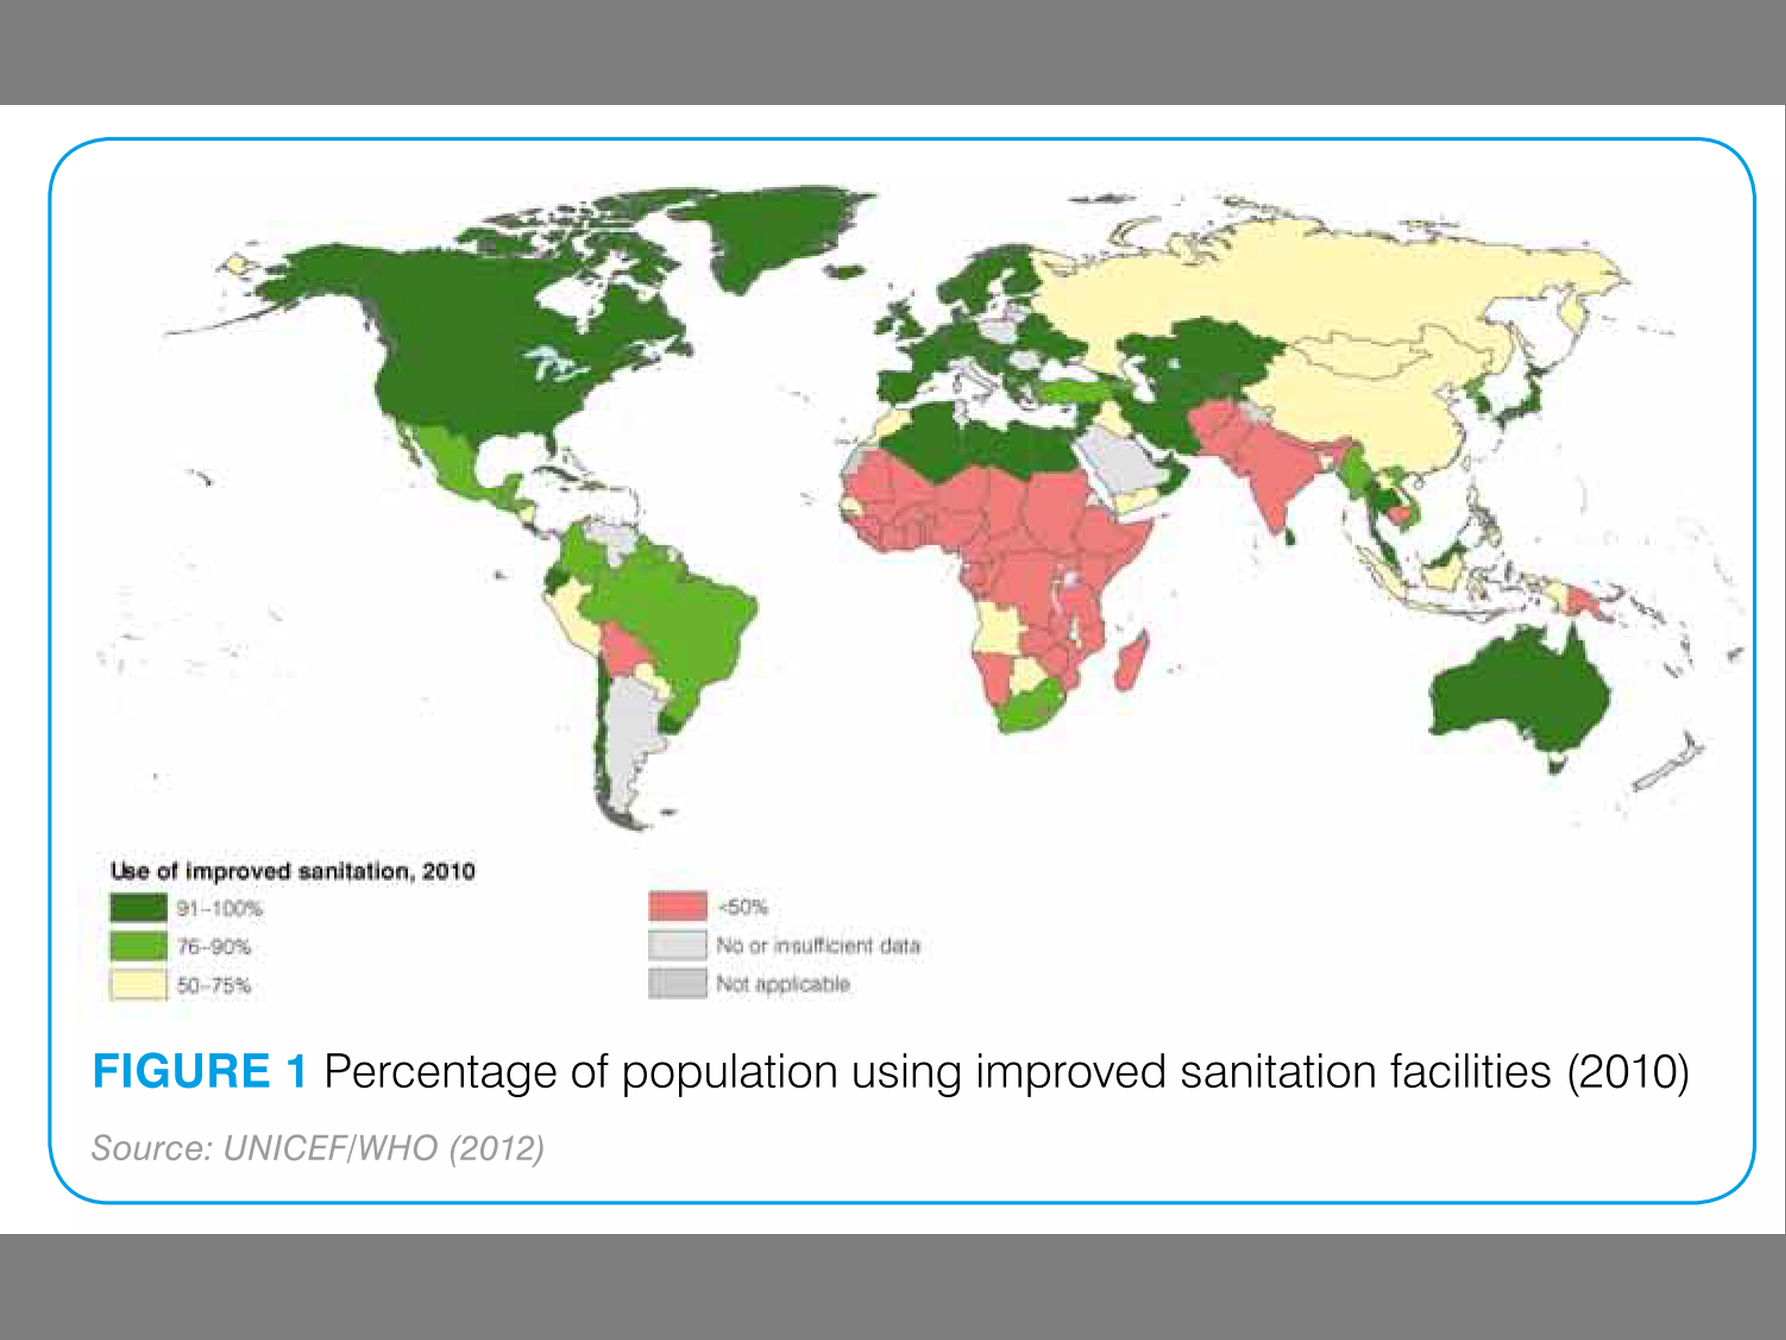 Use of improved sanitation, 2010
91–100%
76–90%
50–75%
<50%
No or insufficient data
Not applicable
FIGURE 1 Percentage of population using improved sanitation facilities (2010)
Source: UNICEF/WHO (2012)